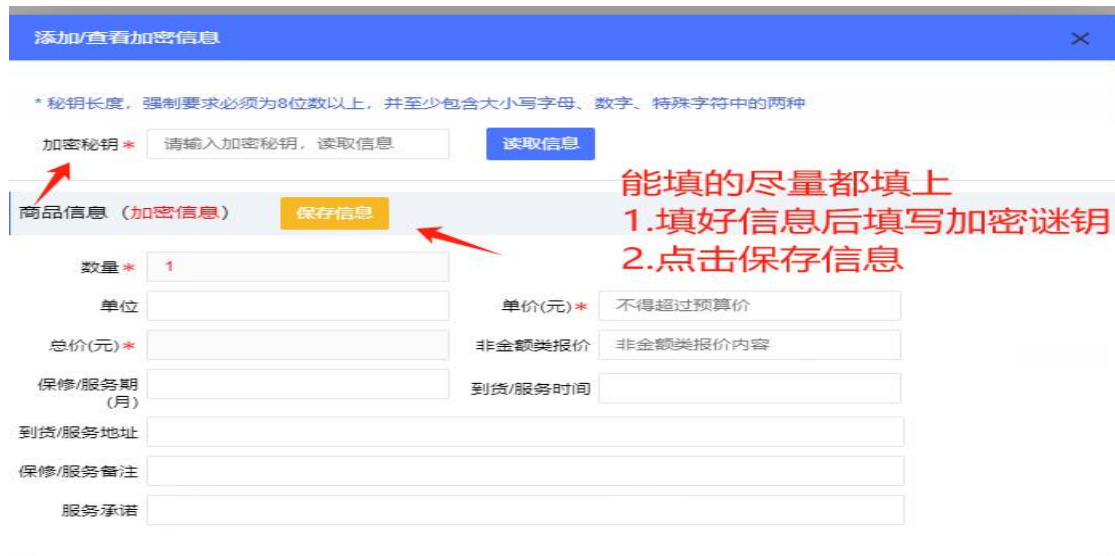 添加/查看加密信息
* 秘钥长度，强制要求必须为8位数以上，并至少包含大小写字母、数字、特殊字符中的两种
加密秘钥* 请输入加密秘钥，读取信息 读取信息
能填的尽量都填上
商品信息（加密信息） 保存信息
1.填好信息后填写加密谜钥
2.点击保存信息
数量* 1
单位 单价(元)* 不得超过预算价
总价(元)* 非金额类报价 非金额类报价内容
保修/服务期(月) 到货/服务时间
到货/服务地址
保修/服务备注
服务承诺